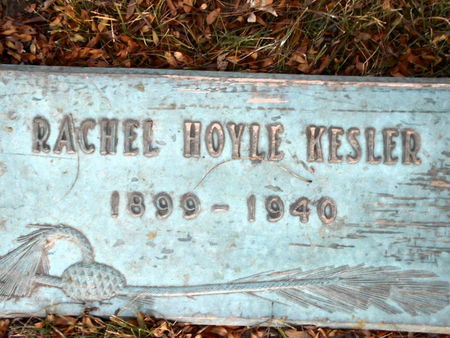 RACHEL HOYLE KESLER
1899 - 1940